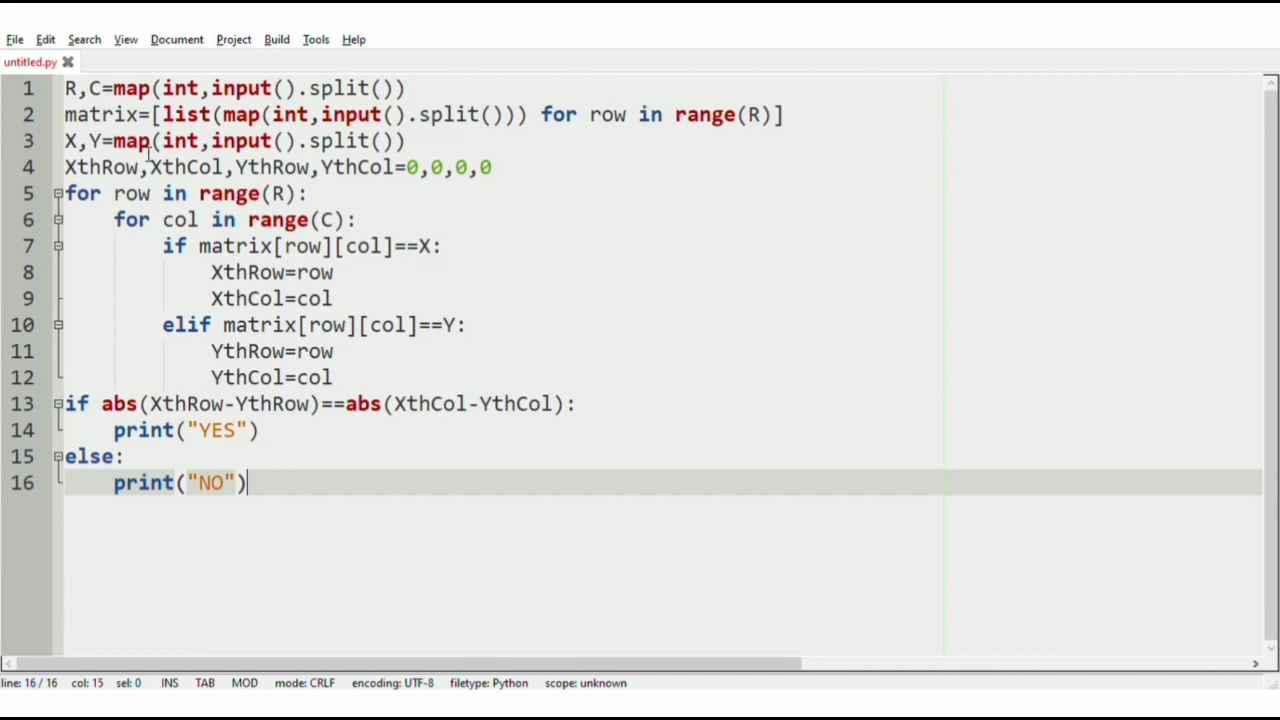 File Edit Search View Document Project Build Tools Help
untitled.py
1 R,C=map(int,input().split())
2 matrix=[list(map(int,input().split())) for row in range(R)]
3 X,Y=map(int,input().split())
4 XthRow,XthCol,YthRow,YthCol=0,0,0,0
5 for row in range(R):
6     for col in range(C):
7         if matrix[row][col]==X:
8             XthRow=row
9             XthCol=col
10         elif matrix[row][col]==Y:
11             YthRow=row
12             YthCol=col
13 if abs(XthRow-YthRow)==abs(XthCol-YthCol):
14     print("YES")
15 else:
16     print("NO")
line: 16 / 16 col: 15 sel: 0 INS TAB MOD mode: CRLF encoding: UTF-8 filetype: Python scope: unknown